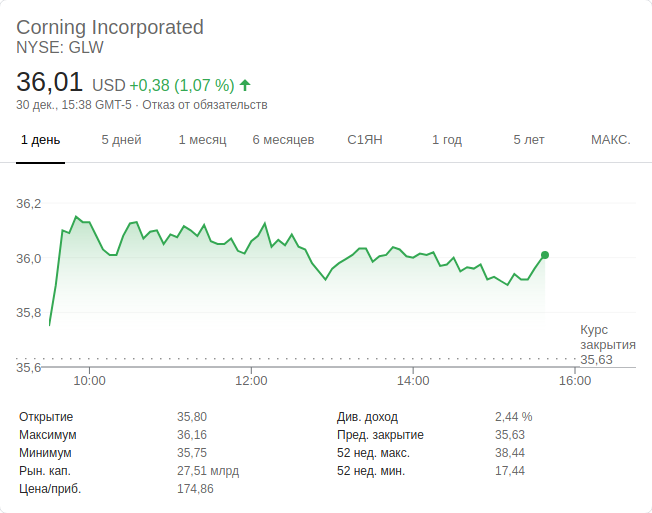 Corning Incorporated
NYSE: GLW
36,01 USD +0,38 (1,07 %)
30 дек., 15:38 GMT-5 · Отказ от обязательств
1 день 5 дней 1 месяц 6 месяцев С1ЯН 1 год 5 лет МАКС.
36,2
36,0
35,8
Курс
закрытия
35,63
35,6
10:00 12:00 14:00 16:00
Открытие 35,80 Див. доход 2,44 %
Максимум 36,16 Пред. закрытие 35,63
Минимум 35,75 52 нед. макс. 38,44
Рын. кап. 27,51 млрд 52 нед. мин. 17,44
Цена/приб. 174,86